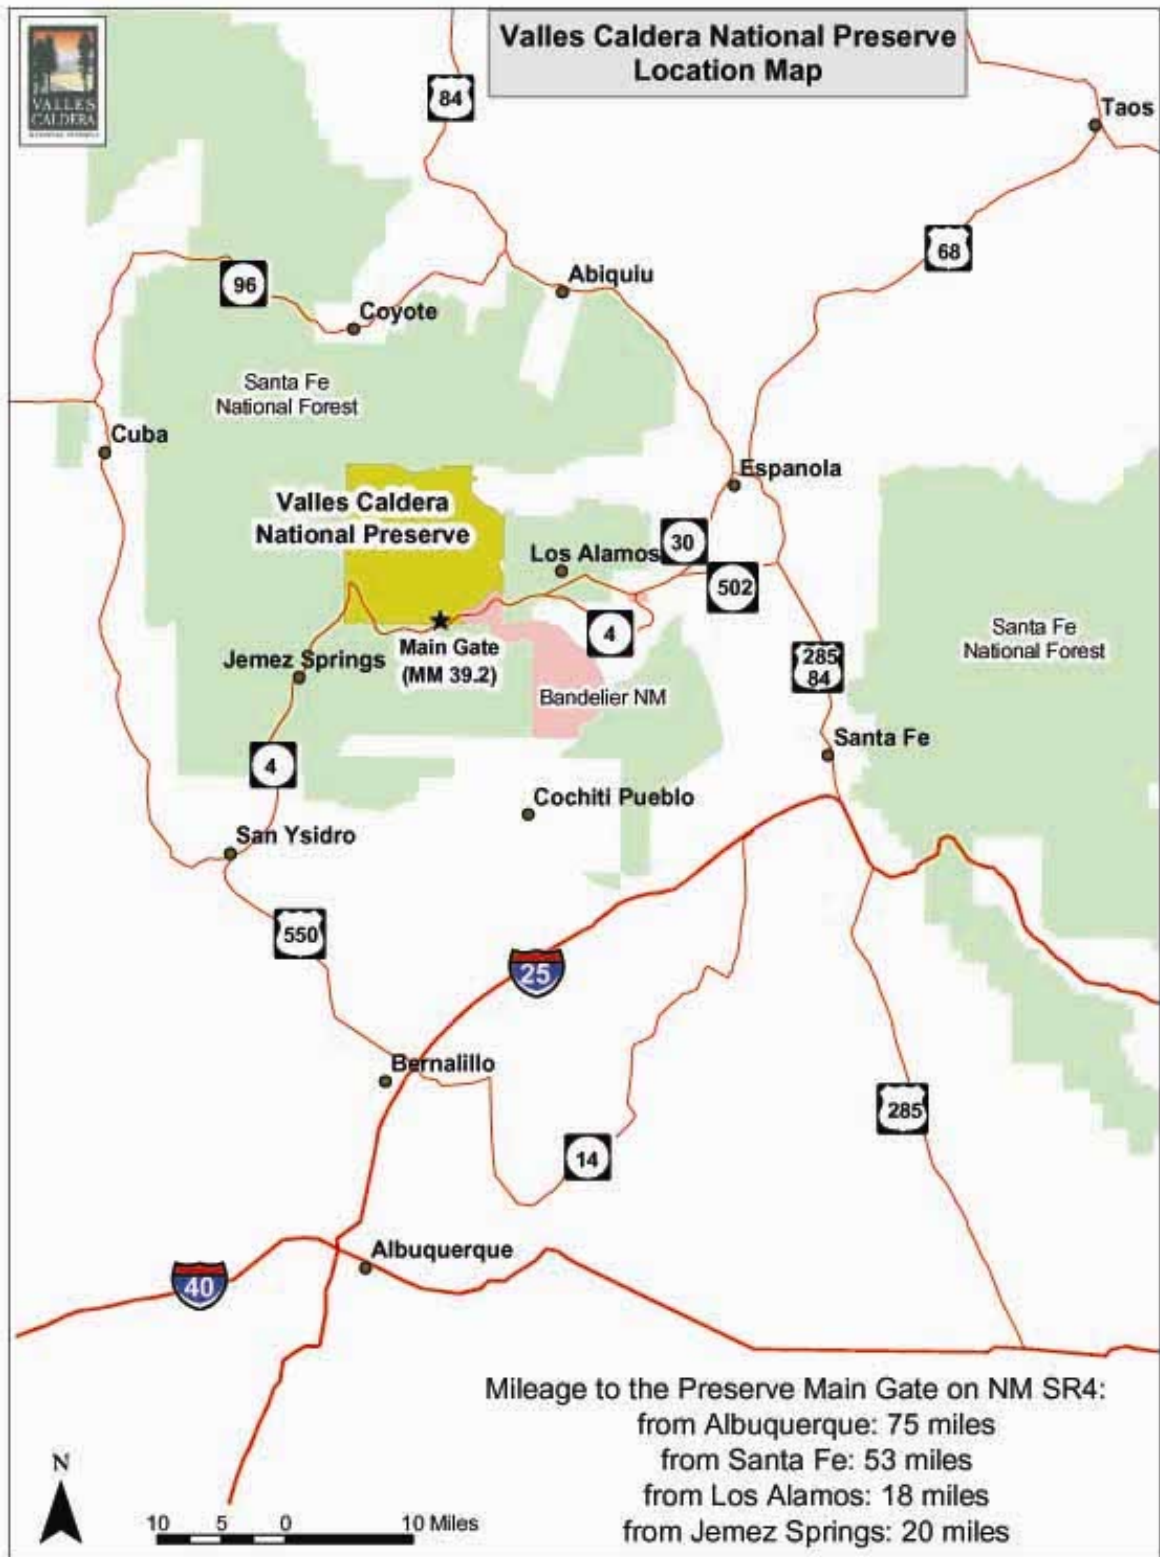 Valles Caldera National Preserve
Location Map
VALLES
CALDERA
84
Taos
68
Abiquiu
96
Coyote
Santa Fe
National Forest
Cuba
Espanola
Valles Caldera
National Preserve
30
Los Alamos
502
4
Main Gate
(MM 39.2)
Jemez Springs
Santa Fe
National Forest
285
84
Bandelier NM
Santa Fe
4
Cochiti Pueblo
San Ysidro
550
25
Bernalillo
285
14
Albuquerque
40
Mileage to the Preserve Main Gate on NM SR4:
from Albuquerque: 75 miles
from Santa Fe: 53 miles
from Los Alamos: 18 miles
from Jemez Springs: 20 miles
N
10 5 0 10 Miles